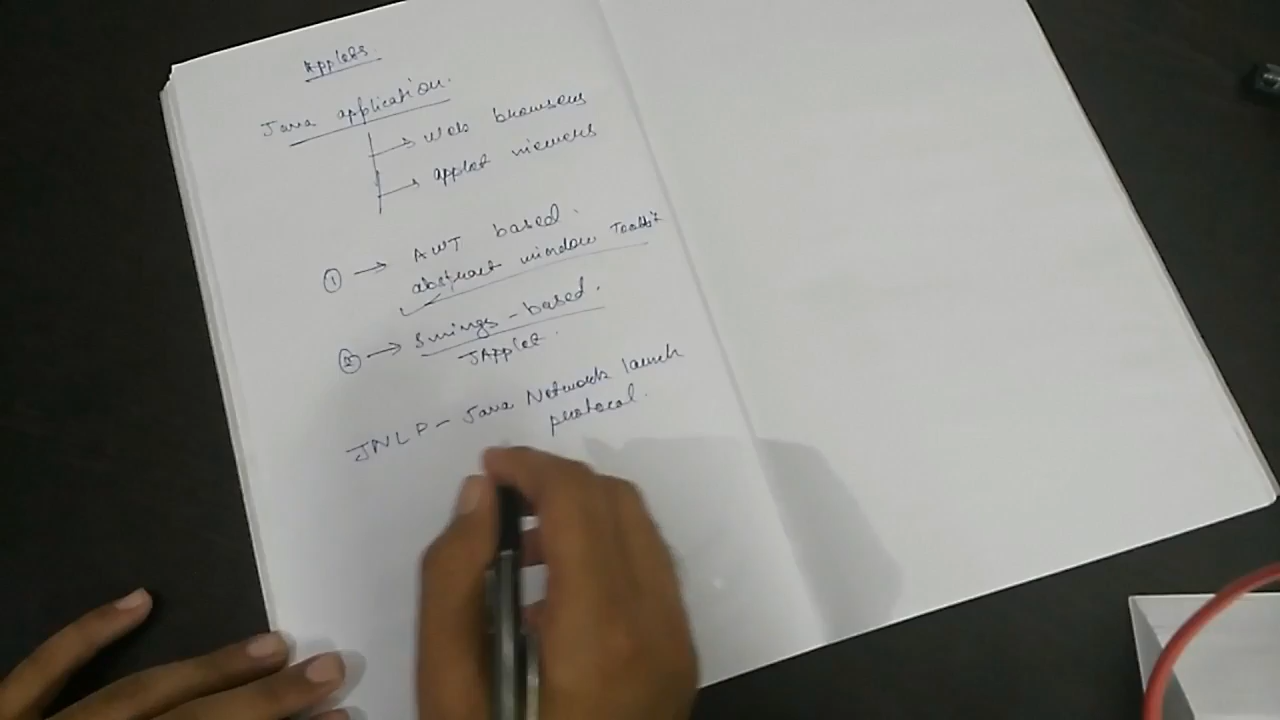 Applets.
Java application.
→ Web browsers
→ applet viewers
① → AWT based.
abstract window Toolkit
② → Swings - based.
JApplet.
JNLP - Java Network launch
protocol.